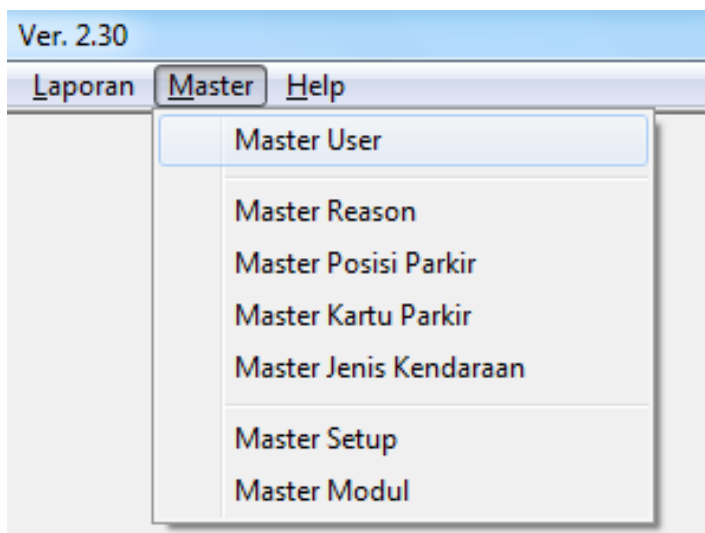 Ver. 2.30
Laporan Master Help
Master User
Master Reason
Master Posisi Parkir
Master Kartu Parkir
Master Jenis Kendaraan
Master Setup
Master Modul